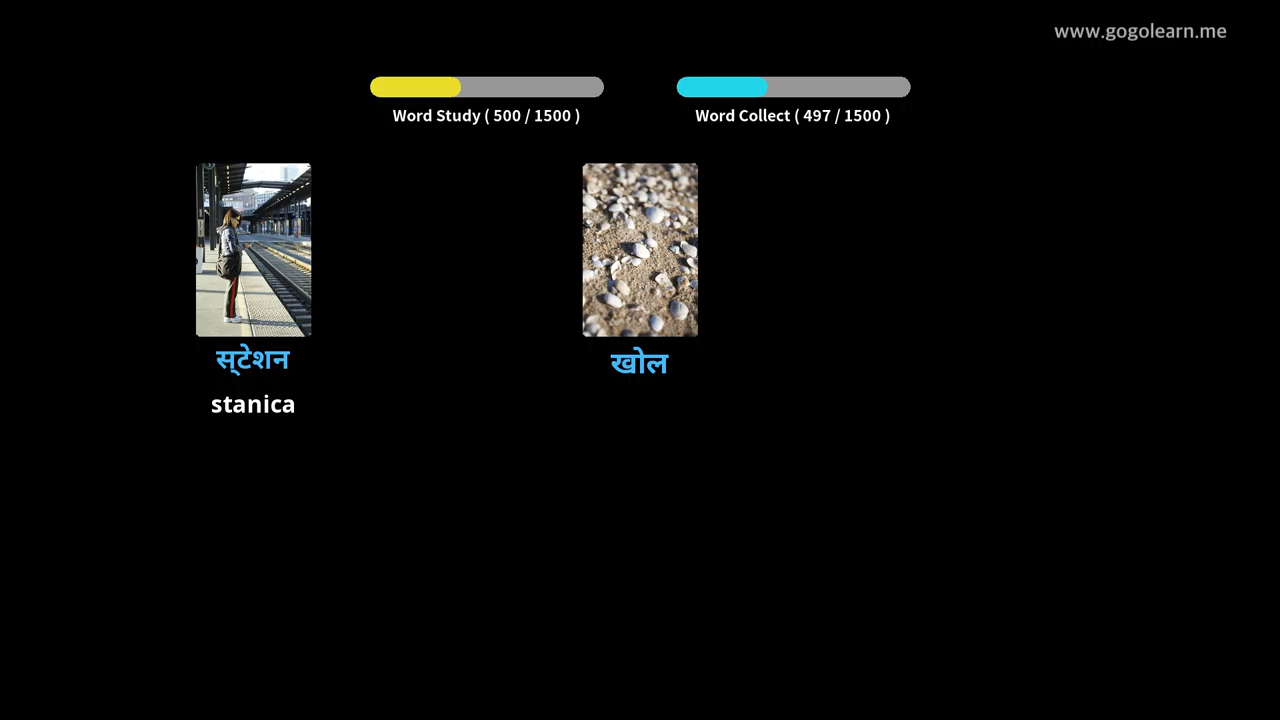 www.gogolearn.me
Word Study ( 500 / 1500 )
Word Collect ( 497 / 1500 )
स्टेशन
stanica
खोल